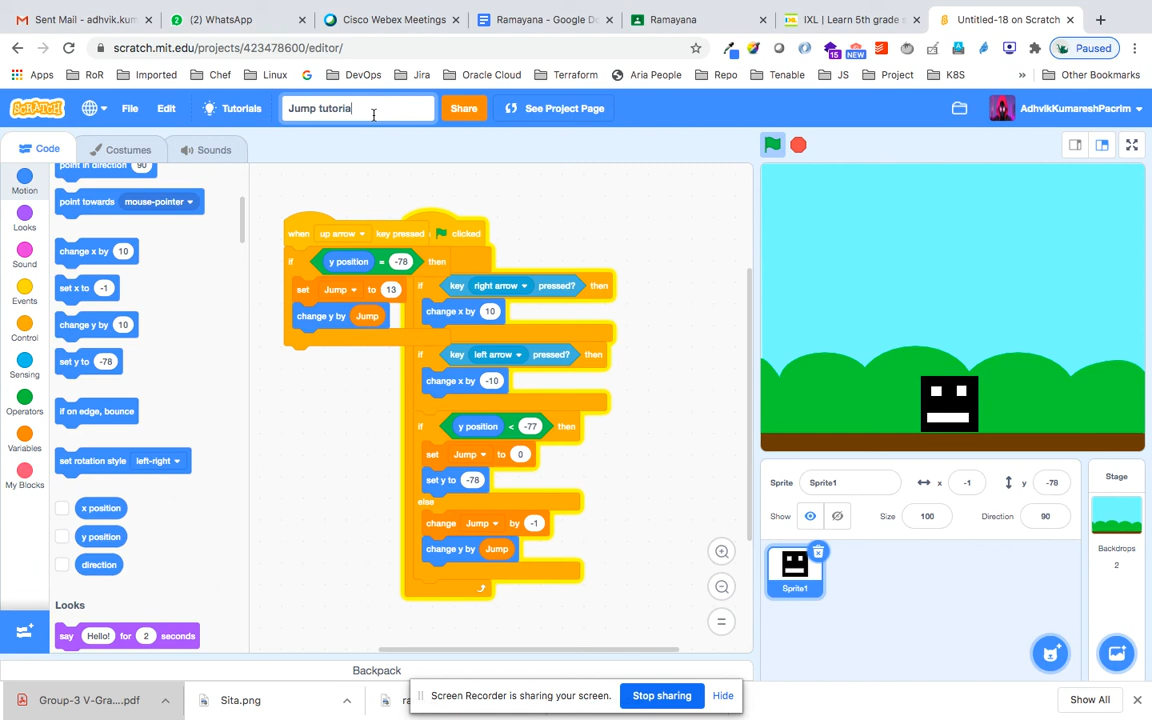 Sent Mail - adhvik.kum
(2) WhatsApp
Cisco Webex Meetings
Ramayana - Google Do
Ramayana
IXL | Learn 5th grade s
Untitled-18 on Scratch
scratch.mit.edu/projects/423478600/editor/
15
NEW
Paused
Apps
RoR
Imported
Chef
Linux
DevOps
Jira
Oracle Cloud
Terraform
Aria People
Repo
Tenable
JS
Project
K8S
»
Other Bookmarks
SCRATCH
File
Edit
Tutorials
Jump tutoria
Share
See Project Page
AdhvikKumareshPacrim
Code
Costumes
Sounds
Motion
Looks
Sound
Events
Control
Sensing
Operators
Variables
My Blocks
point in direction 90
point towards mouse-pointer
change x by 10
set x to -1
change y by 10
set y to -78
if on edge, bounce
set rotation style left-right
x position
y position
direction
Looks
say Hello! for 2 seconds
when up arrow key pressed
if y position = -78 then
set Jump to 13
change y by Jump
clicked
if key right arrow pressed? then
change x by 10
if key left arrow pressed? then
change x by -10
if y position < -77 then
set Jump to 0
set y to -78
else
change Jump by -1
change y by Jump
Backpack
Sprite
Sprite1
x
-1
y
-78
Show
Size
100
Direction
90
Sprite1
Stage
Backdrops
2
Group-3 V-Gra....pdf
Sita.png
ra
Screen Recorder is sharing your screen.
Stop sharing
Hide
Show All